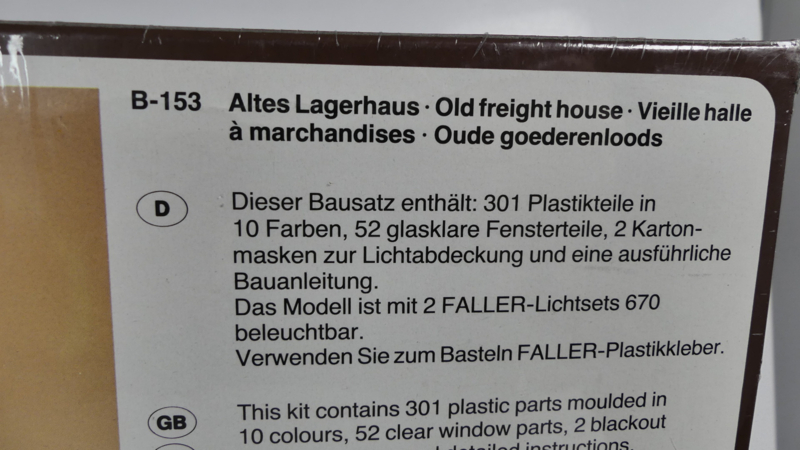 B-153 Altes Lagerhaus · Old freight house · Vieille halle
à marchandises · Oude goederenloods
D Dieser Bausatz enthält: 301 Plastikteile in
10 Farben, 52 glasklare Fensterteile, 2 Karton-
masken zur Lichtabdeckung und eine ausführliche
Bauanleitung.
Das Modell ist mit 2 FALLER-Lichtsets 670
beleuchtbar.
Verwenden Sie zum Basteln FALLER-Plastikkleber.
GB This kit contains 301 plastic parts moulded in
10 colours, 52 clear window parts, 2 blackout
detailed instructions.